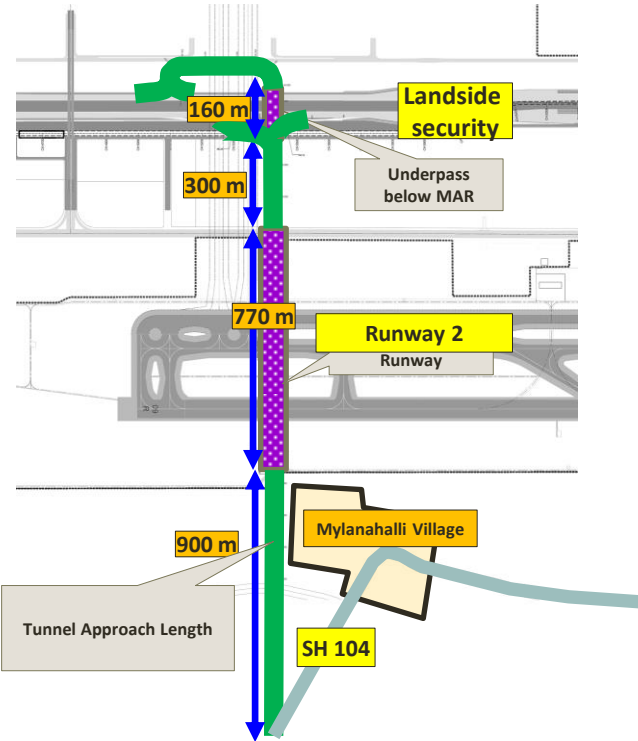 160 m
Landside
security
Underpass
below MAR
300 m
770 m
Runway 2
Runway
09
Mylanahalli Village
900 m
Tunnel Approach Length
SH 104